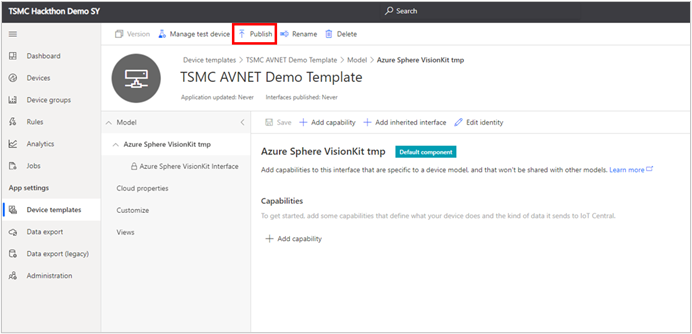 TSMC Hackthon Demo SY
Search
Version
Manage test device
Publish
Rename
Delete
Dashboard
Devices
Device groups
Rules
Analytics
Jobs
App settings
Device templates
Data export
Data export (legacy)
Administration
Device templates > TSMC AVNET Demo Template > Model > Azure Sphere VisionKit tmp
TSMC AVNET Demo Template
Application updated: Never Interfaces published: Never
Model
Azure Sphere VisionKit tmp
Azure Sphere VisionKit Interface
Cloud properties
Customize
Views
Save
Add capability
Add inherited interface
Edit identity
Azure Sphere VisionKit tmp Default component
Add capabilities to this interface that are specific to a device model, and that won't be shared with other models. Learn more
Capabilities
To get started, add some capabilities that define what your device does and the kind of data it sends to IoT Central.
Add capability